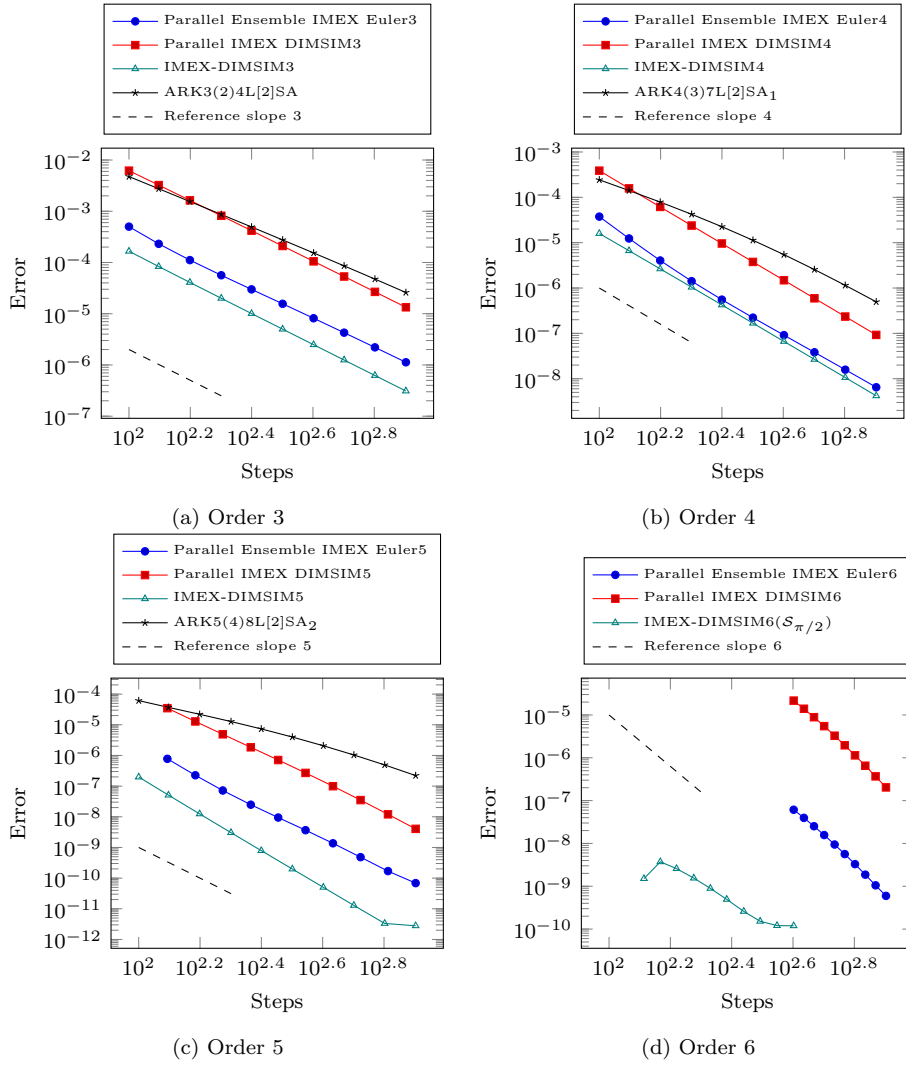 Parallel Ensemble IMEX Euler3
Parallel IMEX DIMSIM3
IMEX-DIMSIM3
ARK3(2)4L[2]SA
Reference slope 3
10^−2
10^−3
10^−4
10^−5
10^−6
10^−7
Error
10^2 10^2.2 10^2.4 10^2.6 10^2.8
Steps
(a) Order 3
Parallel Ensemble IMEX Euler4
Parallel IMEX DIMSIM4
IMEX-DIMSIM4
ARK4(3)7L[2]SA_1
Reference slope 4
10^−3
10^−4
10^−5
10^−6
10^−7
10^−8
Error
10^2 10^2.2 10^2.4 10^2.6 10^2.8
Steps
(b) Order 4
Parallel Ensemble IMEX Euler5
Parallel IMEX DIMSIM5
IMEX-DIMSIM5
ARK5(4)8L[2]SA_2
Reference slope 5
10^−4
10^−5
10^−6
10^−7
10^−8
10^−9
10^−10
10^−11
10^−12
Error
10^2 10^2.2 10^2.4 10^2.6 10^2.8
Steps
(c) Order 5
Parallel Ensemble IMEX Euler6
Parallel IMEX DIMSIM6
IMEX-DIMSIM6(𝒮_π/2)
Reference slope 6
10^−5
10^−6
10^−7
10^−8
10^−9
10^−10
Error
10^2 10^2.2 10^2.4 10^2.6 10^2.8
Steps
(d) Order 6